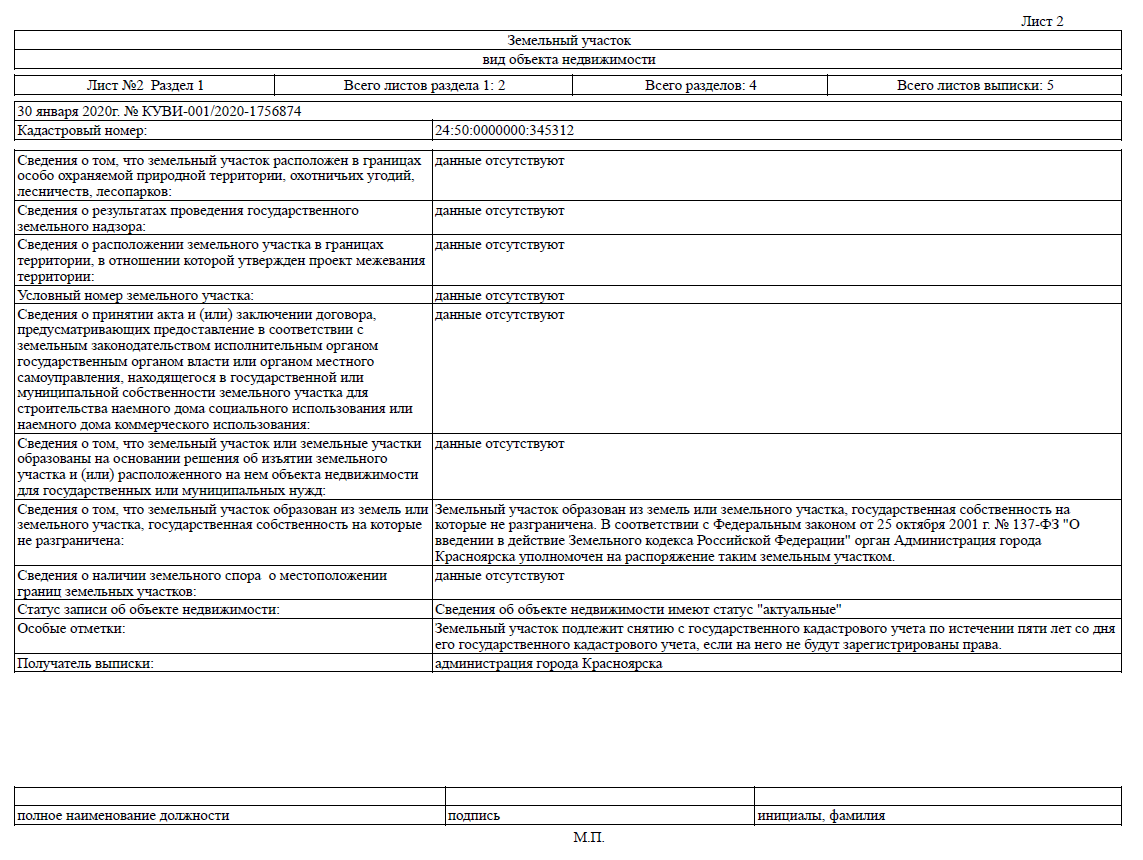 Лист 2
Земельный участок
вид объекта недвижимости
Лист №2 Раздел 1
Всего листов раздела 1: 2
Всего разделов: 4
Всего листов выписки: 5
30 января 2020г. № КУВИ-001/2020-1756874
Кадастровый номер:
24:50:0000000:345312
Сведения о том, что земельный участок расположен в границах
особо охраняемой природной территории, охотничьих угодий,
лесничеств, лесопарков:
данные отсутствуют
Сведения о результатах проведения государственного
земельного надзора:
данные отсутствуют
Сведения о расположении земельного участка в границах
территории, в отношении которой утвержден проект межевания
территории:
данные отсутствуют
Условный номер земельного участка:
данные отсутствуют
Сведения о принятии акта и (или) заключении договора,
предусматривающих предоставление в соответствии с
земельным законодательством исполнительным органом
государственным органом власти или органом местного
самоуправления, находящегося в государственной или
муниципальной собственности земельного участка для
строительства наемного дома социального использования или
наемного дома коммерческого использования:
данные отсутствуют
Сведения о том, что земельный участок или земельные участки
образованы на основании решения об изъятии земельного
участка и (или) расположенного на нем объекта недвижимости
для государственных или муниципальных нужд:
данные отсутствуют
Сведения о том, что земельный участок образован из земель или
земельного участка, государственная собственность на которые
не разграничена:
Земельный участок образован из земель или земельного участка, государственная собственность на
которые не разграничена. В соответствии с Федеральным законом от 25 октября 2001 г. № 137-ФЗ "О
введении в действие Земельного кодекса Российской Федерации" орган Администрация города
Красноярска уполномочен на распоряжение таким земельным участком.
Сведения о наличии земельного спора о местоположении
границ земельных участков:
данные отсутствуют
Статус записи об объекте недвижимости:
Сведения об объекте недвижимости имеют статус "актуальные"
Особые отметки:
Земельный участок подлежит снятию с государственного кадастрового учета по истечении пяти лет со дня
его государственного кадастрового учета, если на него не будут зарегистрированы права.
Получатель выписки:
администрация города Красноярска
полное наименование должности
подпись
инициалы, фамилия
М.П.